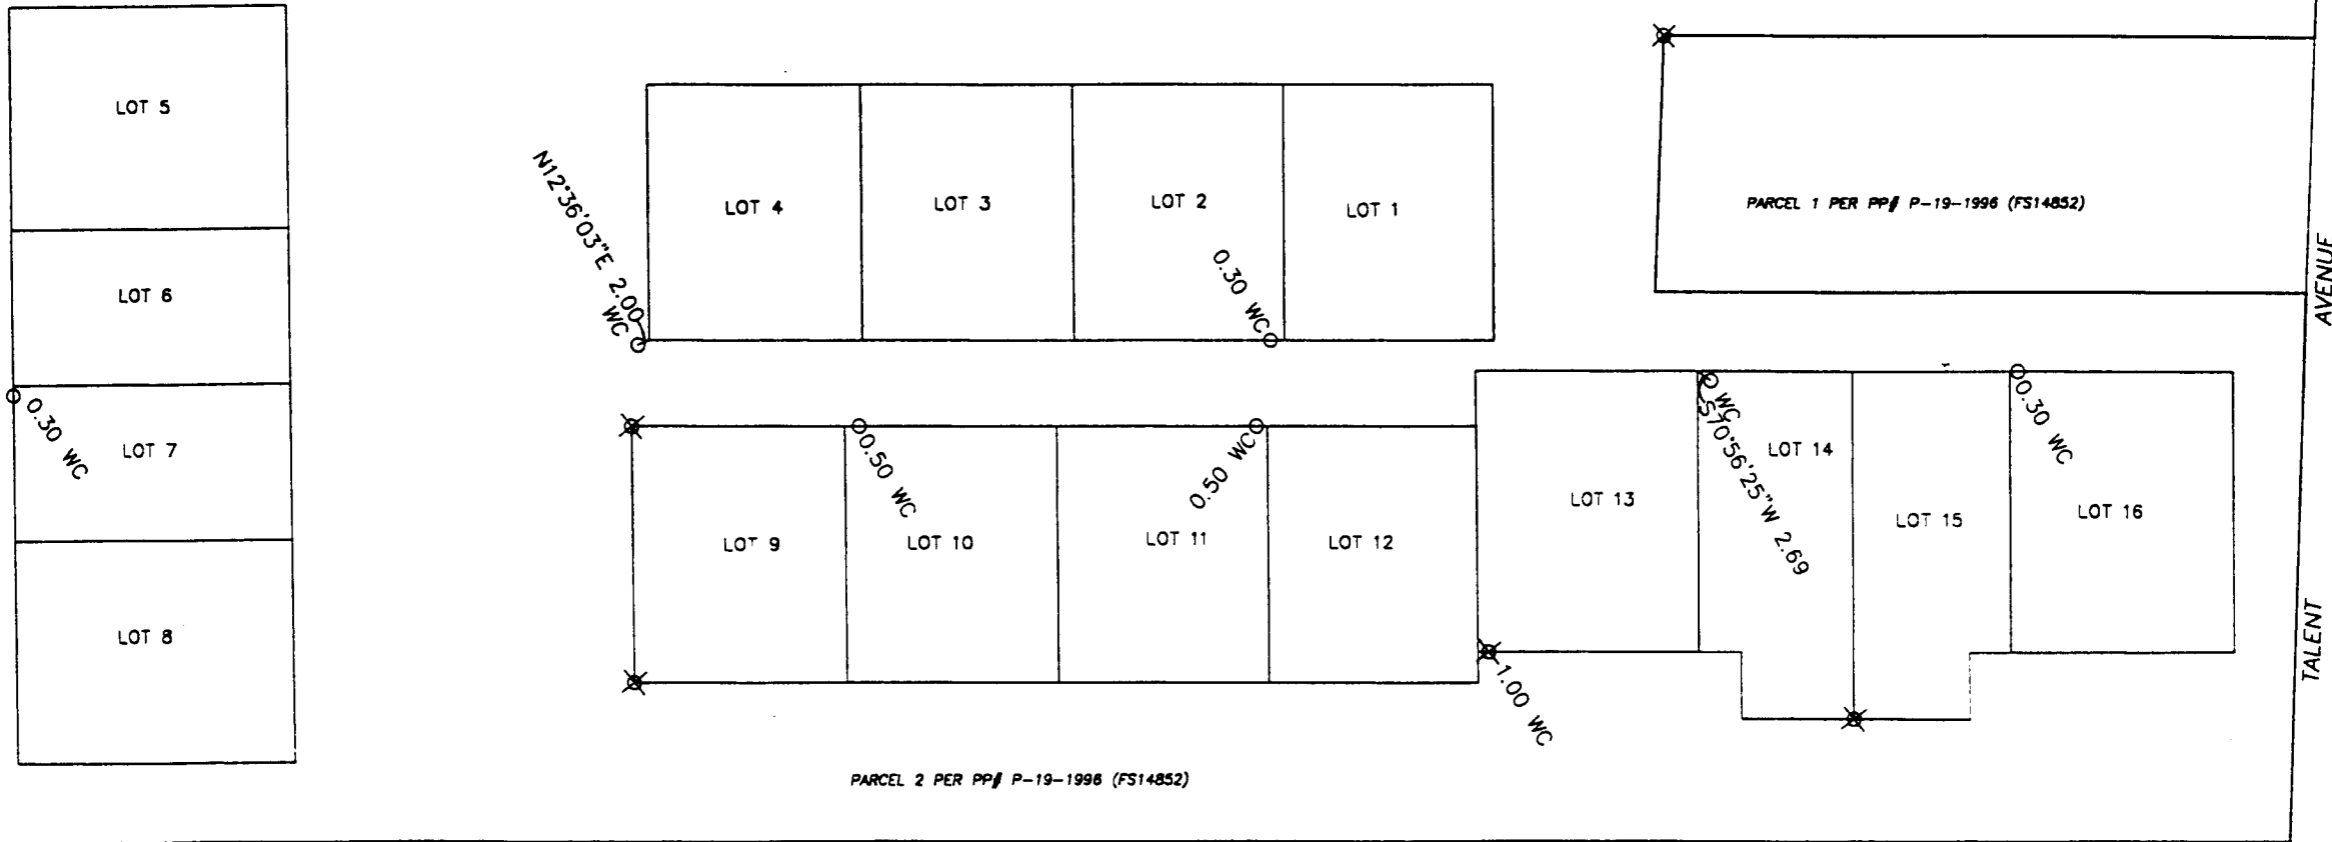 LOT 5
LOT 6
LOT 7
LOT 8
0.30 WC
N12°36'03"E 2.00
WC
LOT 4
LOT 3
LOT 2
LOT 1
0.30 WC
PARCEL 1 PER PP# P-19-1996 (FS14852)
AVENUE
TALENT
LOT 9
0.50 WC
LOT 10
0.50 WC
LOT 11
LOT 12
LOT 13
WC
S70°56'25"W 2.69
LOT 14
LOT 15
0.30 WC
LOT 16
1.00 WC
PARCEL 2 PER PP# P-19-1996 (FS14852)